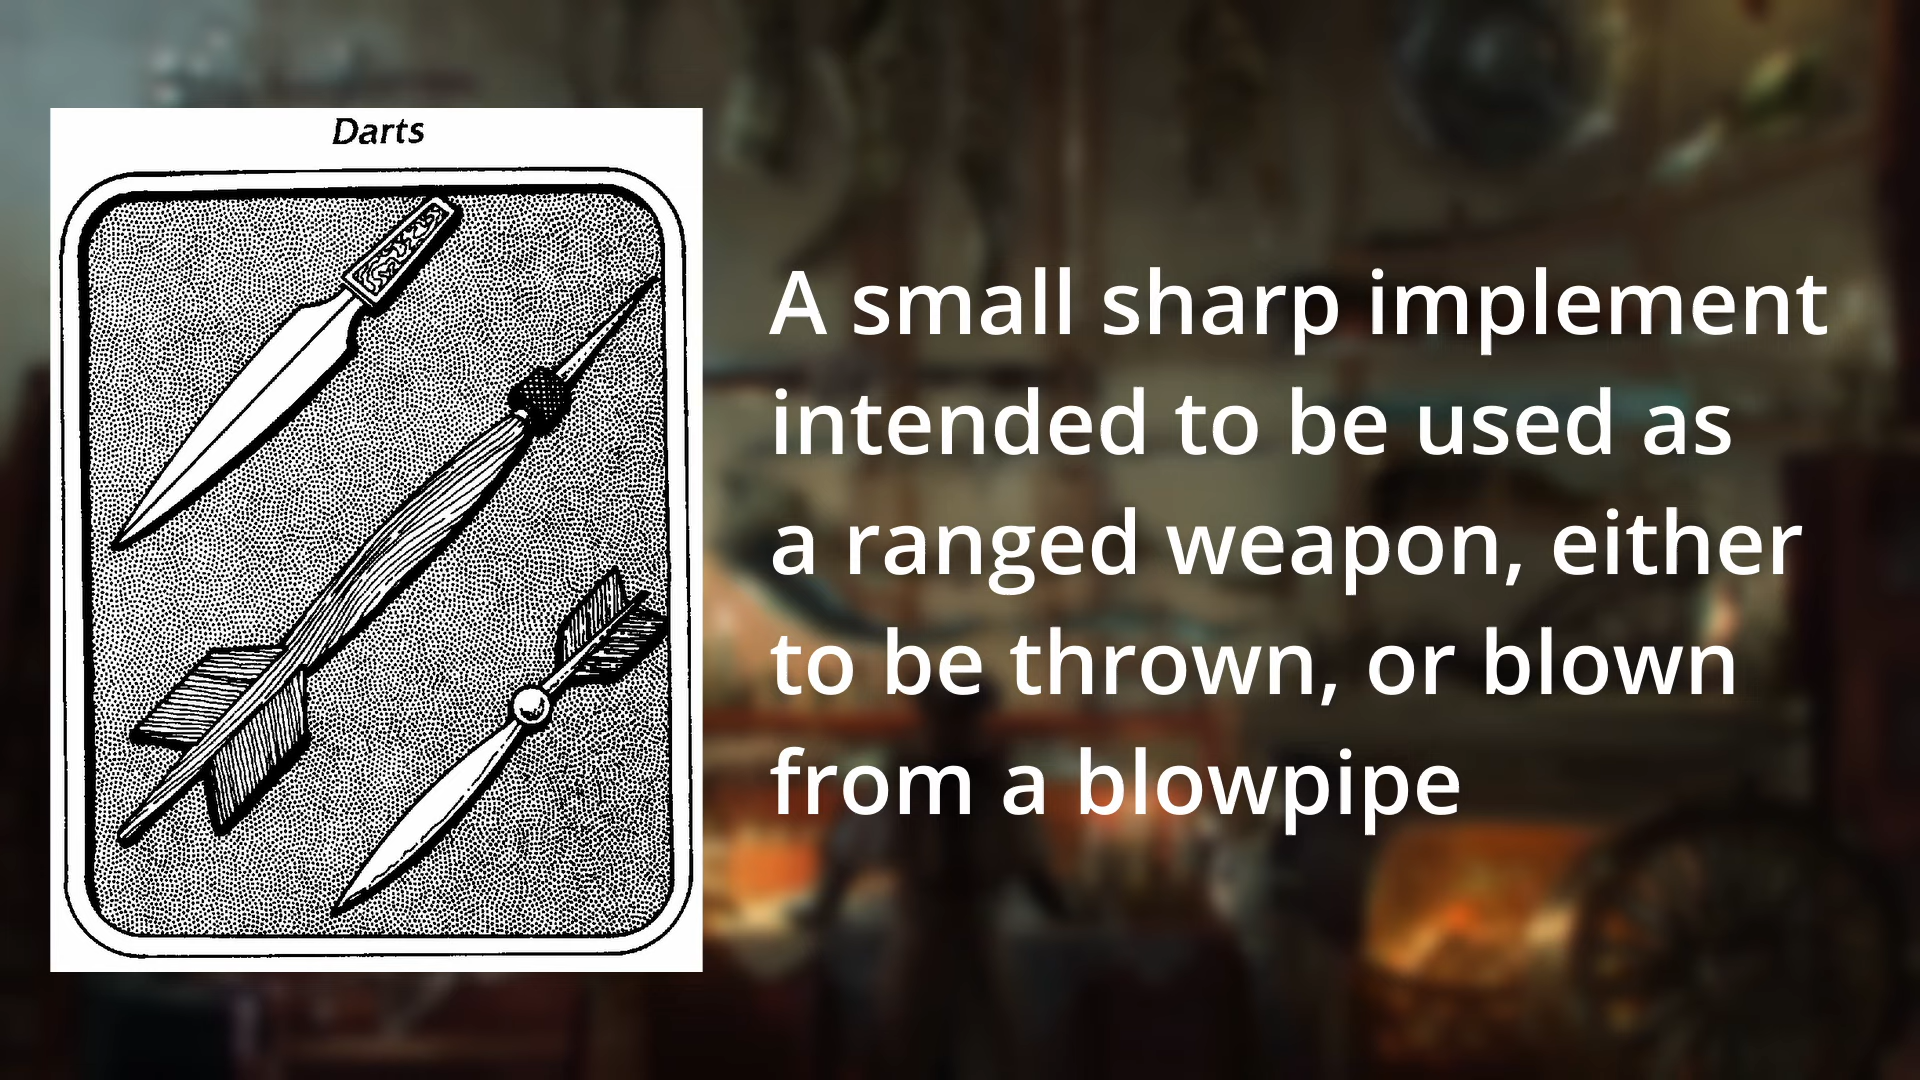 Darts
A small sharp implement
intended to be used as
a ranged weapon, either
to be thrown, or blown
from a blowpipe